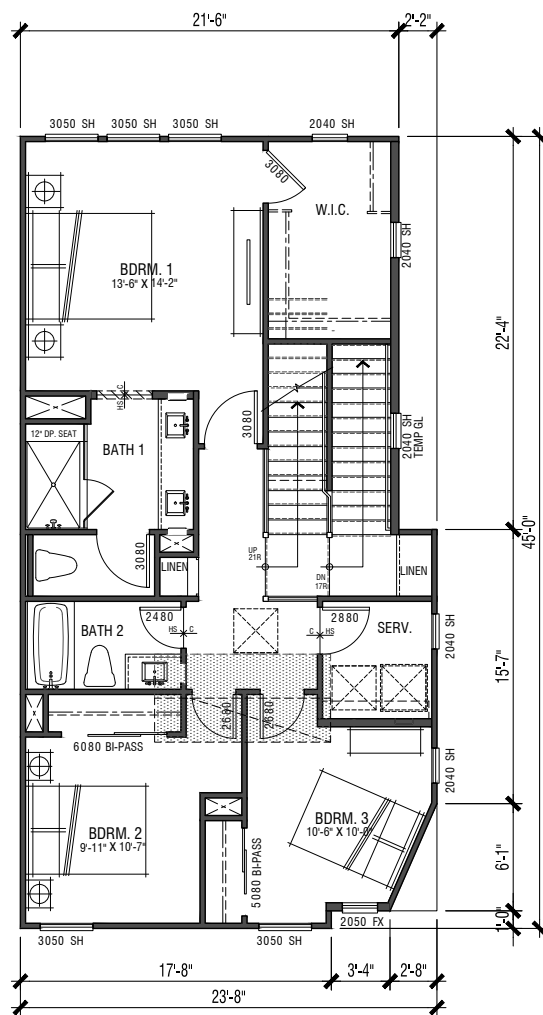 21'-6"
2'-2"
3050 SH
3050 SH
3050 SH
2040 SH
3080
W.I.C.
2040 SH
BDRM. 1
13'-6" X 14'-2"
22'-4"
HS
C
12" DP. SEAT
BATH 1
3080
2040 SH
TEMP GL
45'-0"
3080
UP
21R
DN
17R
LINEN
LINEN
2480
2880
BATH 2
HS
C
C
HS
SERV.
2040 SH
15'-7"
2680
2680
6080 BI-PASS
2040 SH
BDRM. 2
9'-11" X 10'-7"
BDRM. 3
10'-6" X 10'-0"
5080 BI-PASS
6'-1"
2050 FX
1'-0"
3050 SH
3050 SH
17'-8"
3'-4"
2'-8"
23'-8"